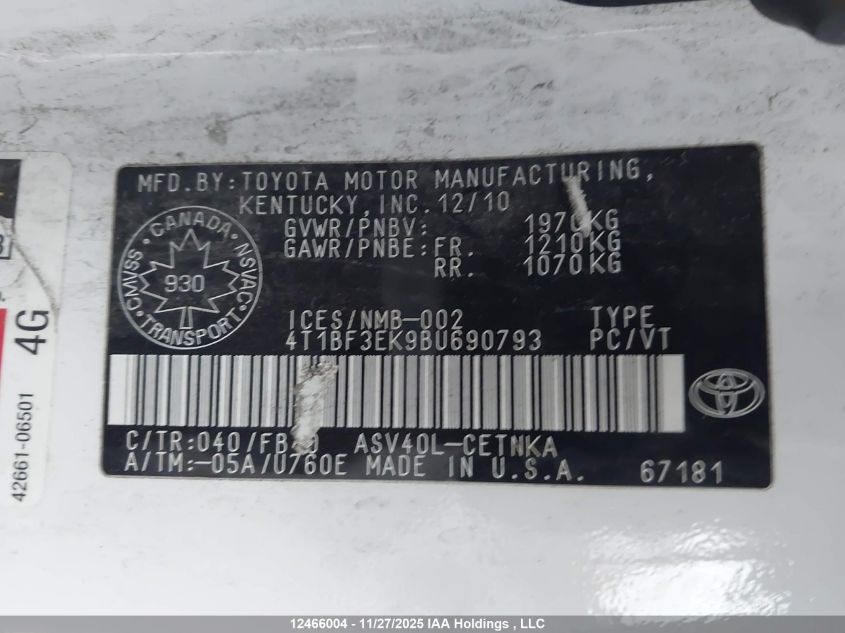 MFD.BY:TOYOTA MOTOR MANUFACTURING,
KENTUCKY,INC.12/10
GVWR/PNBV: 1970KG
GAWR/PNBE:FR. 1210KG
RR. 1070KG
CANADA
CMVSS 930 NSVAC
TRANSPORT
ICES/NMB-002 TYPE
4T1BF3EK9BU690793 PC/VT
C/TR:040/ ASV40L-CETNKA
A/TM:-05A/U760E MADE IN U.S.A. 67181
4G
42661-06501
12466004 - 11/27/2025 IAA Holdings , LLC